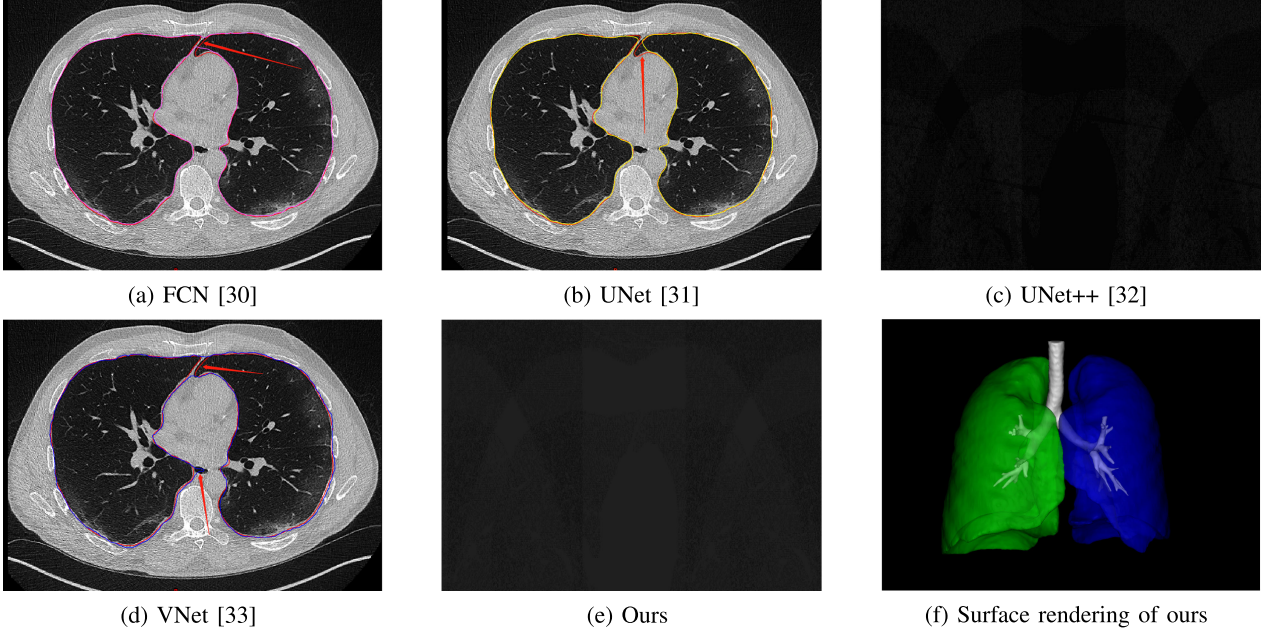 (a) FCN [30]
(b) UNet [31]
(c) UNet++ [32]
(d) VNet [33]
(e) Ours
(f) Surface rendering of ours